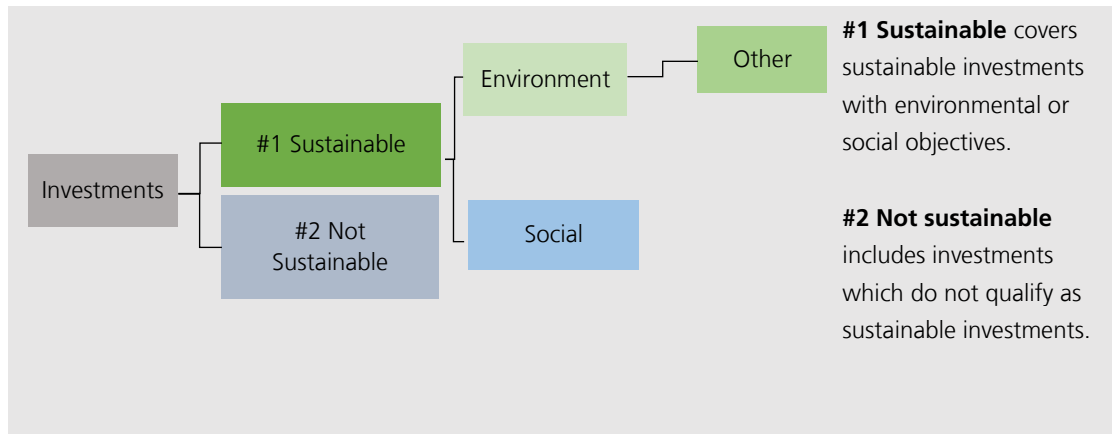 Investments
#1 Sustainable
#2 Not
Sustainable
Environment
Social
Other
#1 Sustainable covers
sustainable investments
with environmental or
social objectives.
#2 Not sustainable
includes investments
which do not qualify as
sustainable investments.